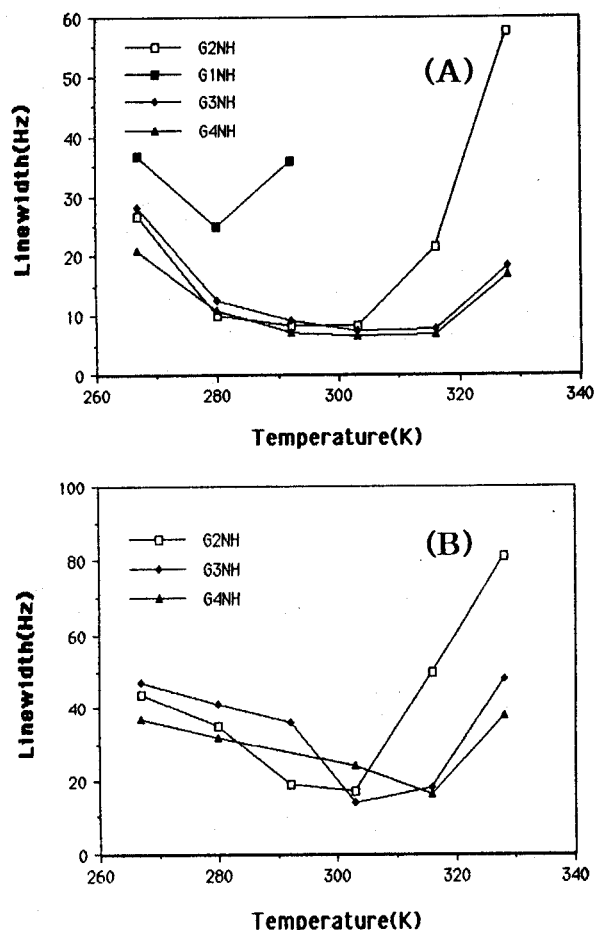 60
50
40
30
20
10
0
Linewidth(Hz)
G2NH
G1NH
G3NH
G4NH
(A)
260 280 300 320 340
Temperature(K)
100
80
60
40
20
0
Linewidth(Hz)
G2NH
G3NH
G4NH
(B)
260 280 300 320 340
Temperature(K)